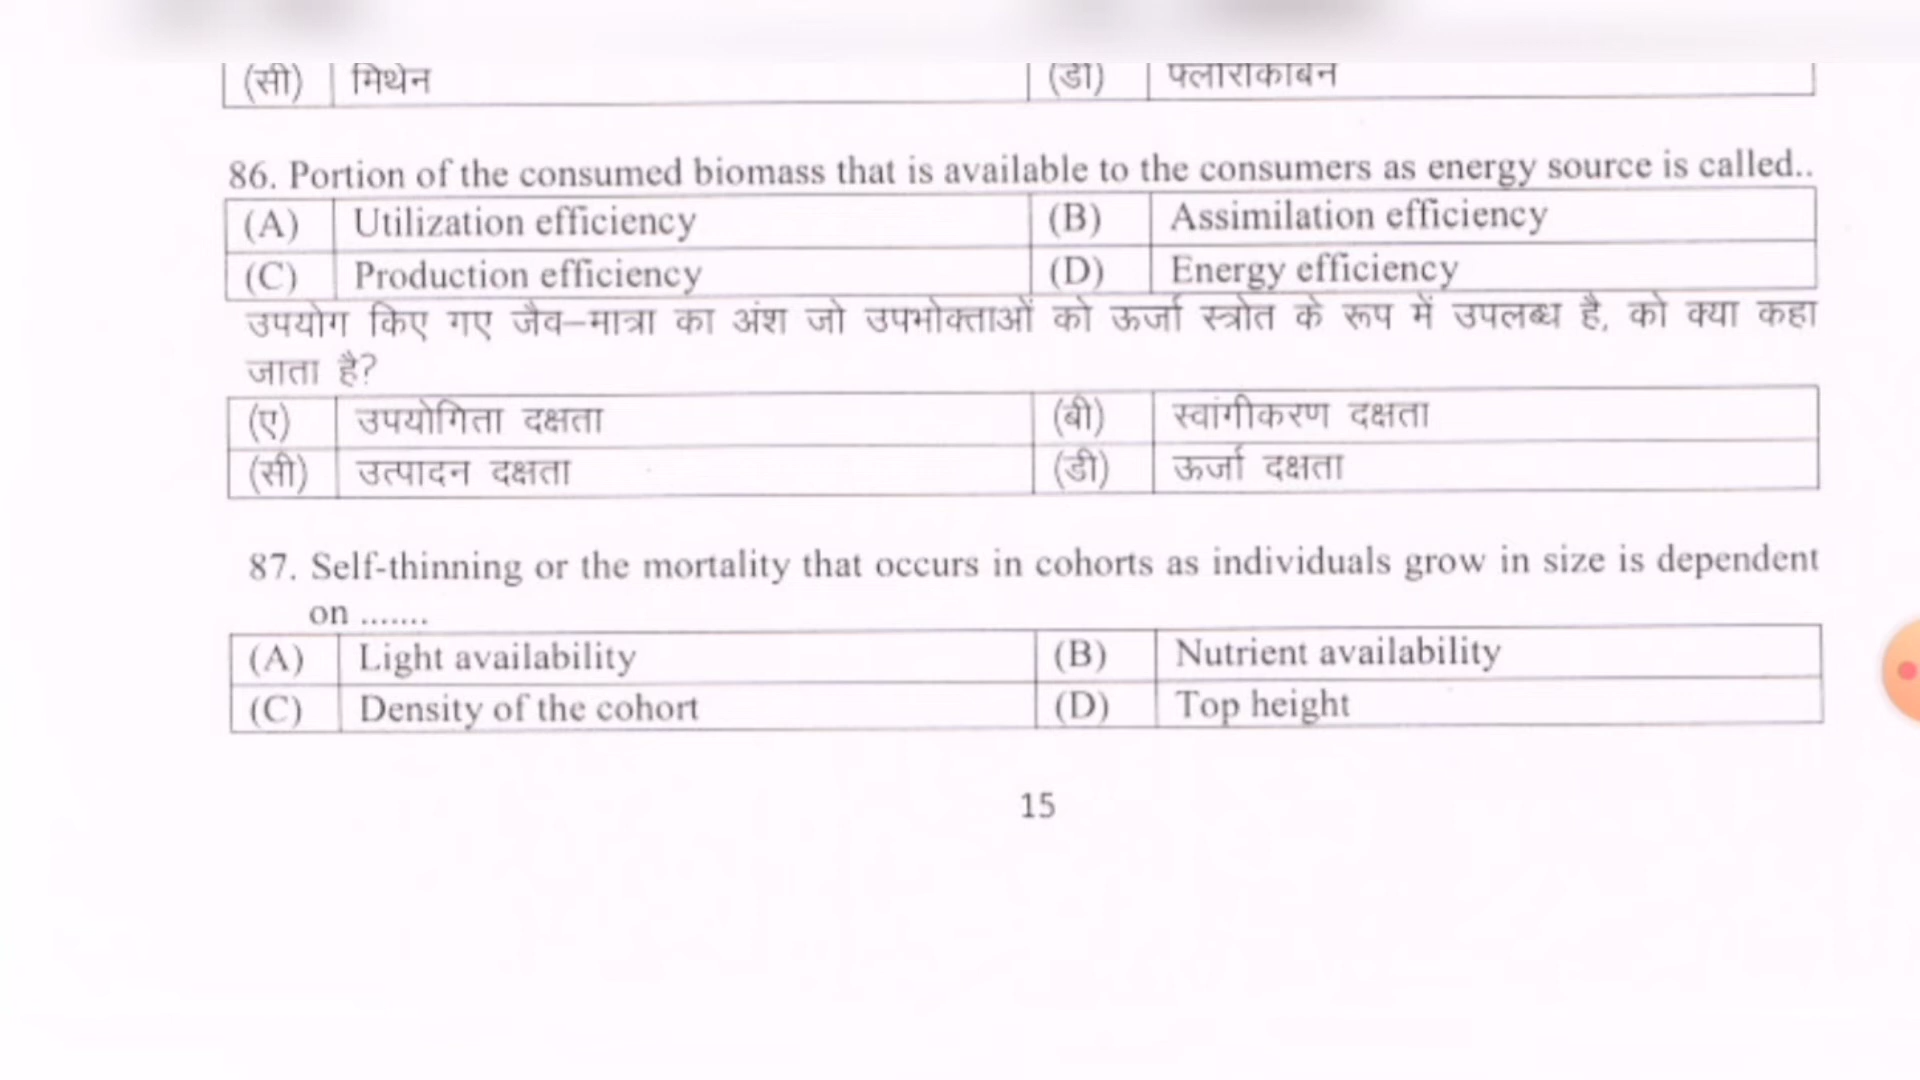 (सी) मिथेन (डी) फ्लोरोकार्बन
86. Portion of the consumed biomass that is available to the consumers as energy source is called..
(A) Utilization efficiency (B) Assimilation efficiency
(C) Production efficiency (D) Energy efficiency
उपयोग किए गए जैव–मात्रा का अंश जो उपभोक्ताओं को ऊर्जा स्त्रोत के रूप में उपलब्ध है, को क्या कहा
जाता है?
(ए) उपयोगिता दक्षता (बी) स्वांगीकरण दक्षता
(सी) उत्पादन दक्षता (डी) ऊर्जा दक्षता
87. Self-thinning or the mortality that occurs in cohorts as individuals grow in size is dependent
on .......
(A) Light availability (B) Nutrient availability
(C) Density of the cohort (D) Top height
15